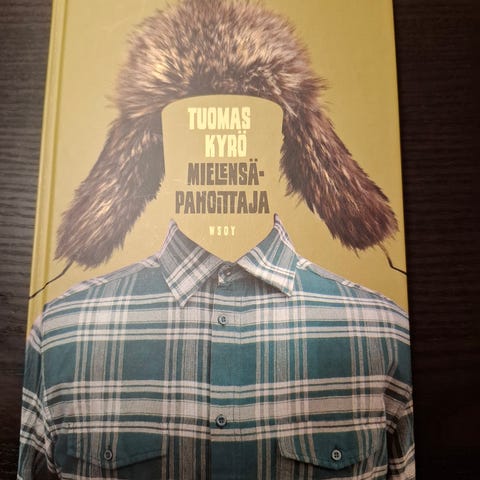 TUOMAS
KYRÖ
MIELENSÄ-
PAHOITTAJA
WSOY